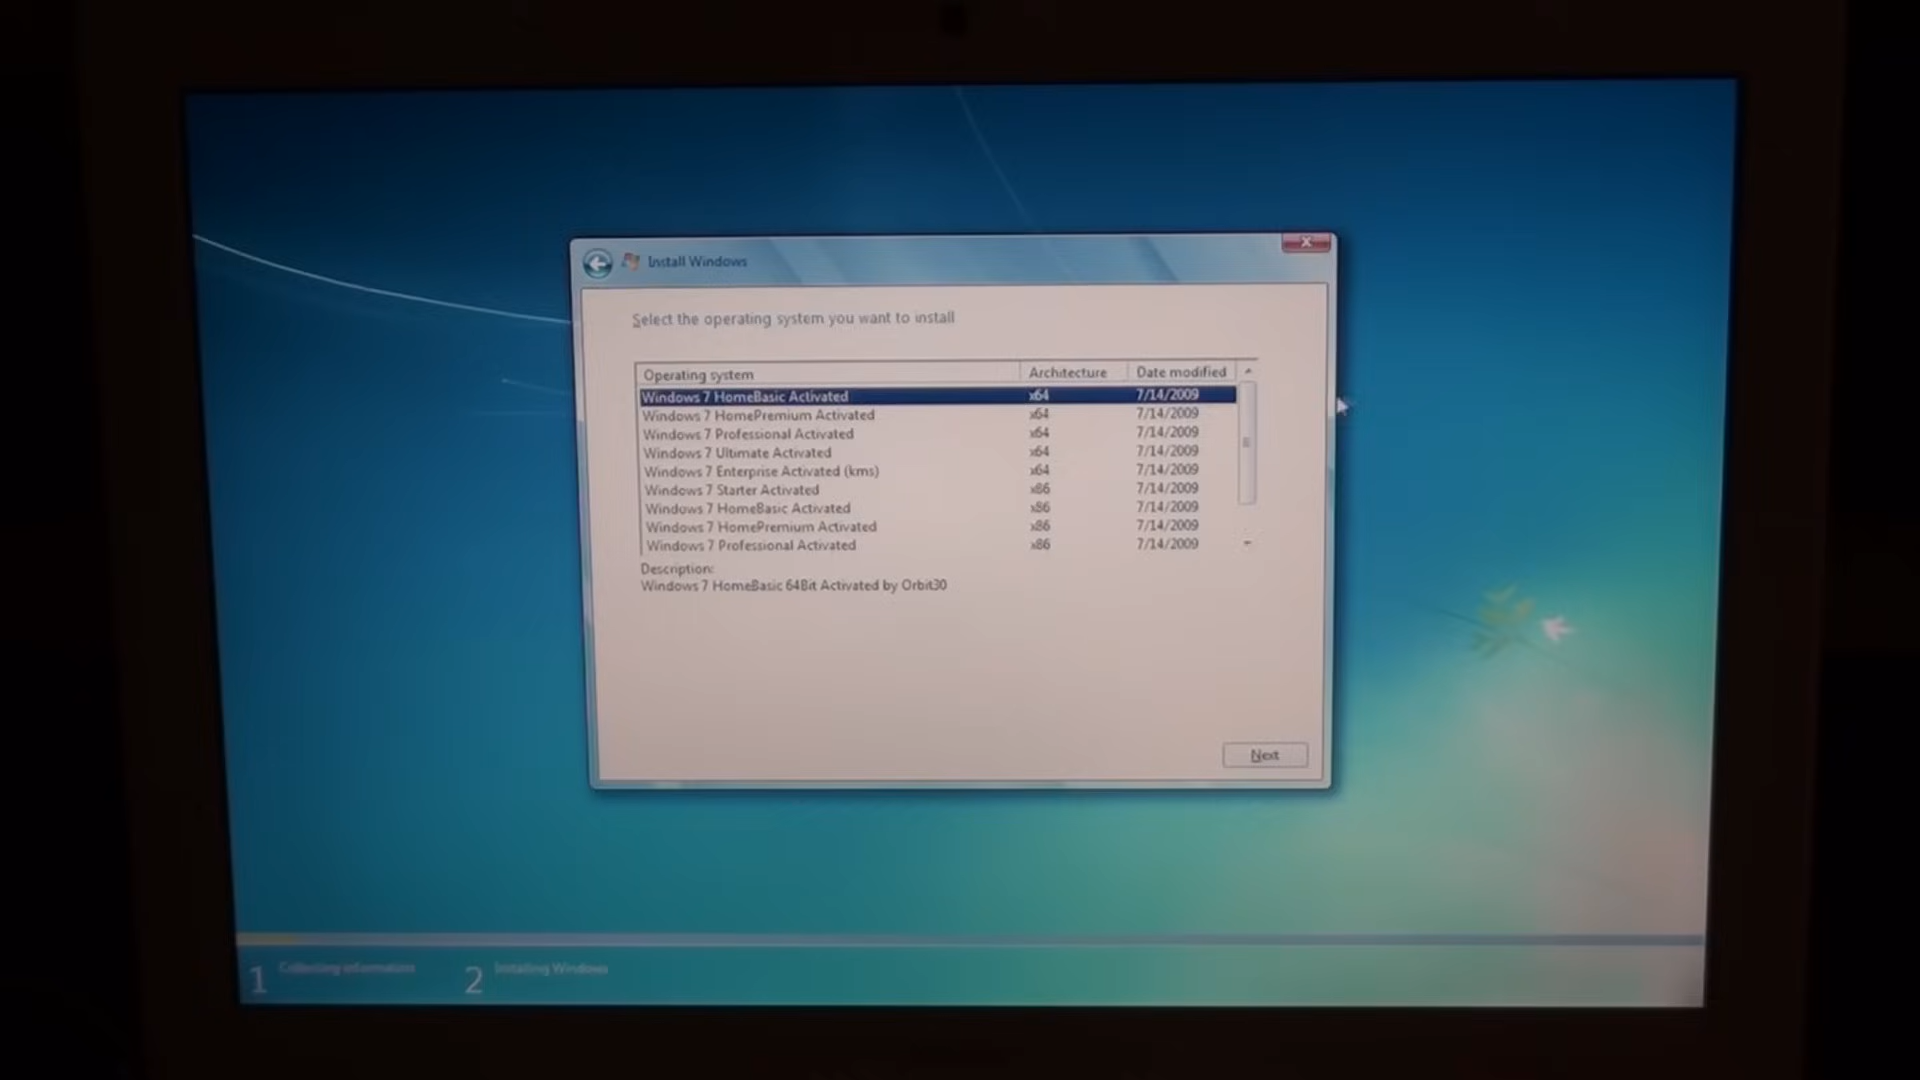 Install Windows
Select the operating system you want to install
Operating system Architecture Date modified
Windows 7 HomeBasic Activated x64 7/14/2009
Windows 7 HomePremium Activated x64 7/14/2009
Windows 7 Professional Activated x64 7/14/2009
Windows 7 Ultimate Activated x64 7/14/2009
Windows 7 Enterprise Activated (kms) x64 7/14/2009
Windows 7 Starter Activated x86 7/14/2009
Windows 7 HomeBasic Activated x86 7/14/2009
Windows 7 HomePremium Activated x86 7/14/2009
Windows 7 Professional Activated x86 7/14/2009
Description:
Windows 7 HomeBasic 64Bit Activated by Orbit30
Next
1 Collecting information 2 Installing Windows